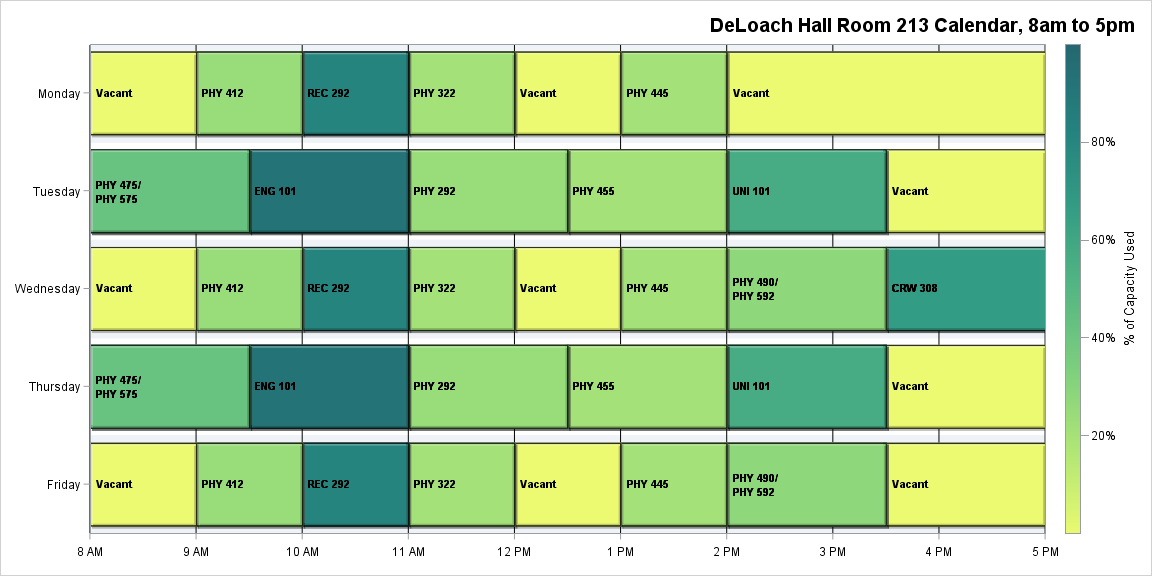 DeLoach Hall Room 213 Calendar, 8am to 5pm
Monday
Vacant
PHY 412
REC 292
PHY 322
Vacant
PHY 445
Vacant
Tuesday
PHY 475/
PHY 575
ENG 101
PHY 292
PHY 455
UNI 101
Vacant
Wednesday
Vacant
PHY 412
REC 292
PHY 322
Vacant
PHY 445
PHY 490/
PHY 592
CRW 308
Thursday
PHY 475/
PHY 575
ENG 101
PHY 292
PHY 455
UNI 101
Vacant
Friday
Vacant
PHY 412
REC 292
PHY 322
Vacant
PHY 445
PHY 490/
PHY 592
Vacant
8 AM
9 AM
10 AM
11 AM
12 PM
1 PM
2 PM
3 PM
4 PM
5 PM
80%
60%
40%
20%
% of Capacity Used